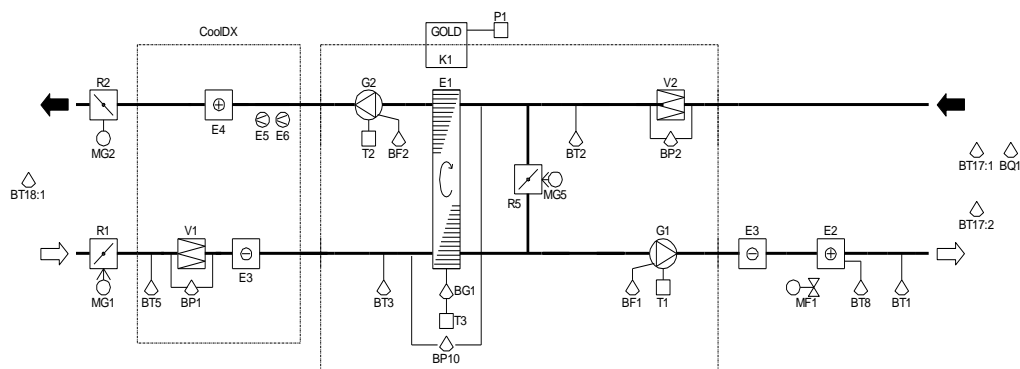 P1
CoolDX
GOLD
K1
R2
G2
E1
V2
E4
E5
E6
MG2
T2
BF2
BT2
BP2
BT17:1
BQ1
BT18:1
R5
MG5
BT17:2
R1
V1
G1
E3
E2
E3
MG1
BT5
BP1
BT3
BG1
BF1
T1
MF1
BT8
BT1
T3
BP10